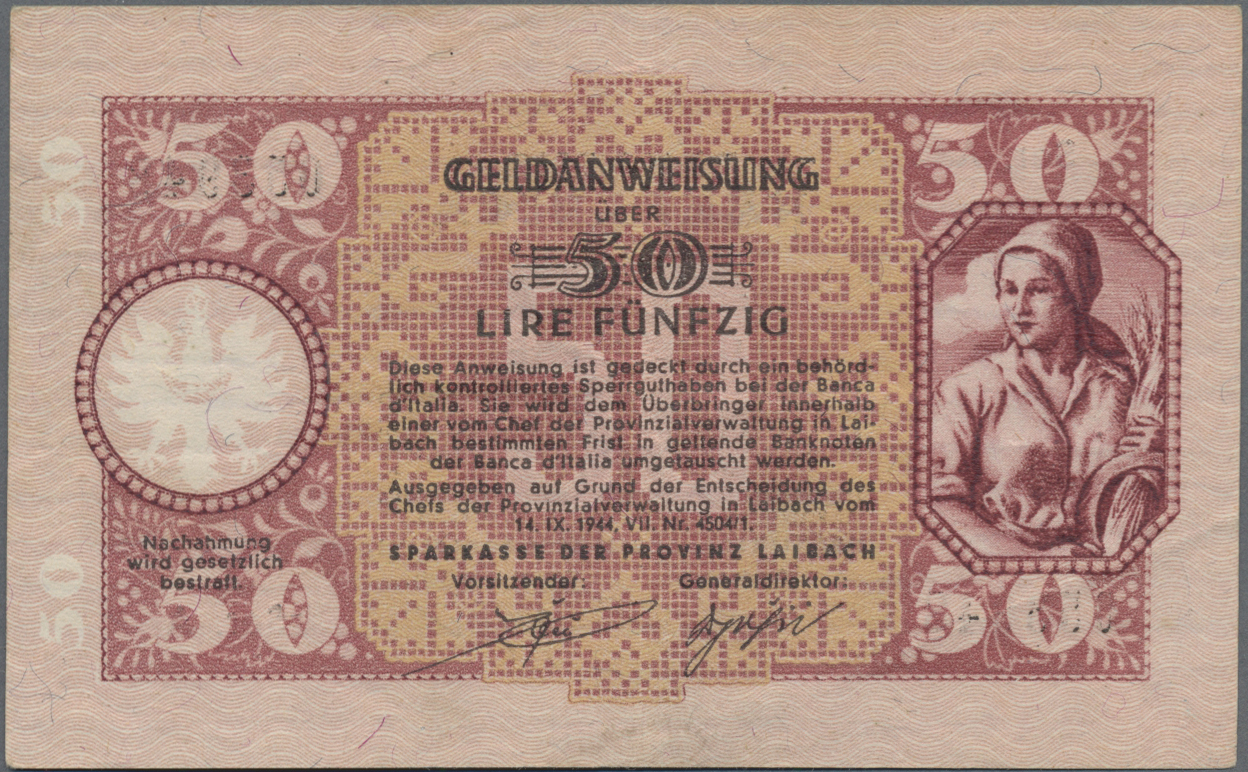 50 50
50
GELDANWEISUNG
ÜBER
50
LIRE FÜNFZIG
Diese Anweisung ist gedeckt durch ein behörd-
lich kontrolliertes Sperrguthaben bei der Banca
d'Italia. Sie wird dem Überbringer innerhalb
einer vom Chef der Provinzialverwaltung in Lai-
bach bestimmten Frist in geltende Banknoten
der Banca d'Italia umgetauscht werden.
Ausgegeben auf Grund der Entscheidung des
Chefs der Provinzialverwaltung in Laibach vom
14. IX. 1944, VII. Nr. 4504/1.
SPARKASSE DER PROVINZ LAIBACH
Vorsitzender: Generaldirektor:
Nachahmung
wird gesetzlich
bestraft.
50 50
50
50